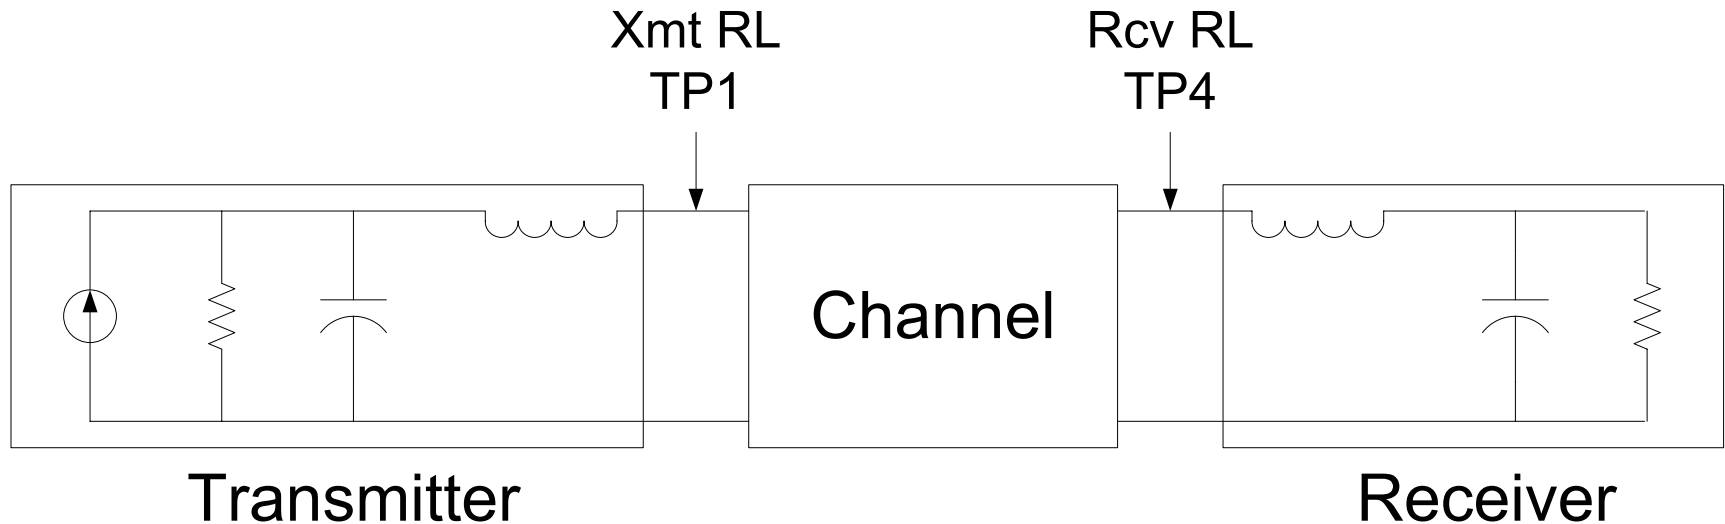 Xmt RL
TP1
Rcv RL
TP4
Channel
Transmitter
Receiver